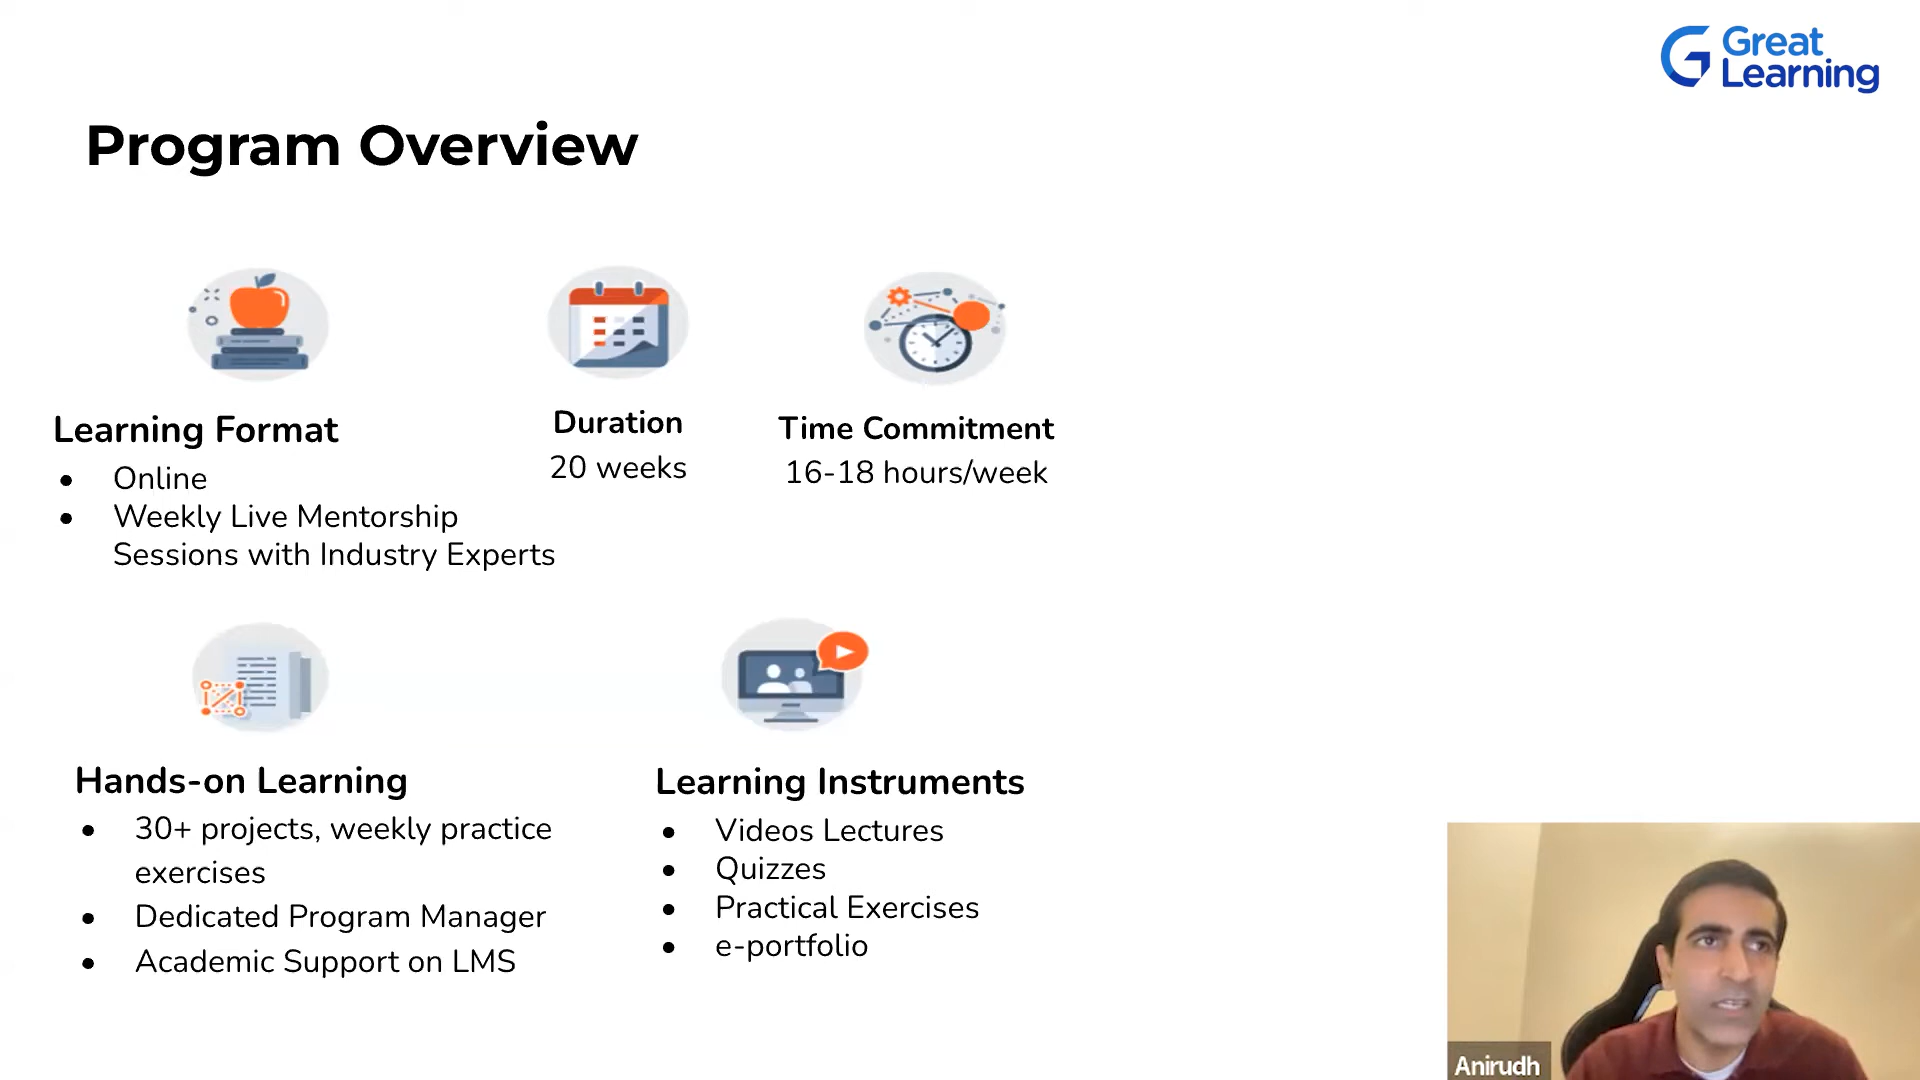 Great
Learning
Program Overview
Learning Format
• Online
• Weekly Live Mentorship
Sessions with Industry Experts
Duration
20 weeks
Time Commitment
16-18 hours/week
Hands-on Learning
• 30+ projects, weekly practice
exercises
• Dedicated Program Manager
• Academic Support on LMS
Learning Instruments
• Videos Lectures
• Quizzes
• Practical Exercises
• e-portfolio
Anirudh